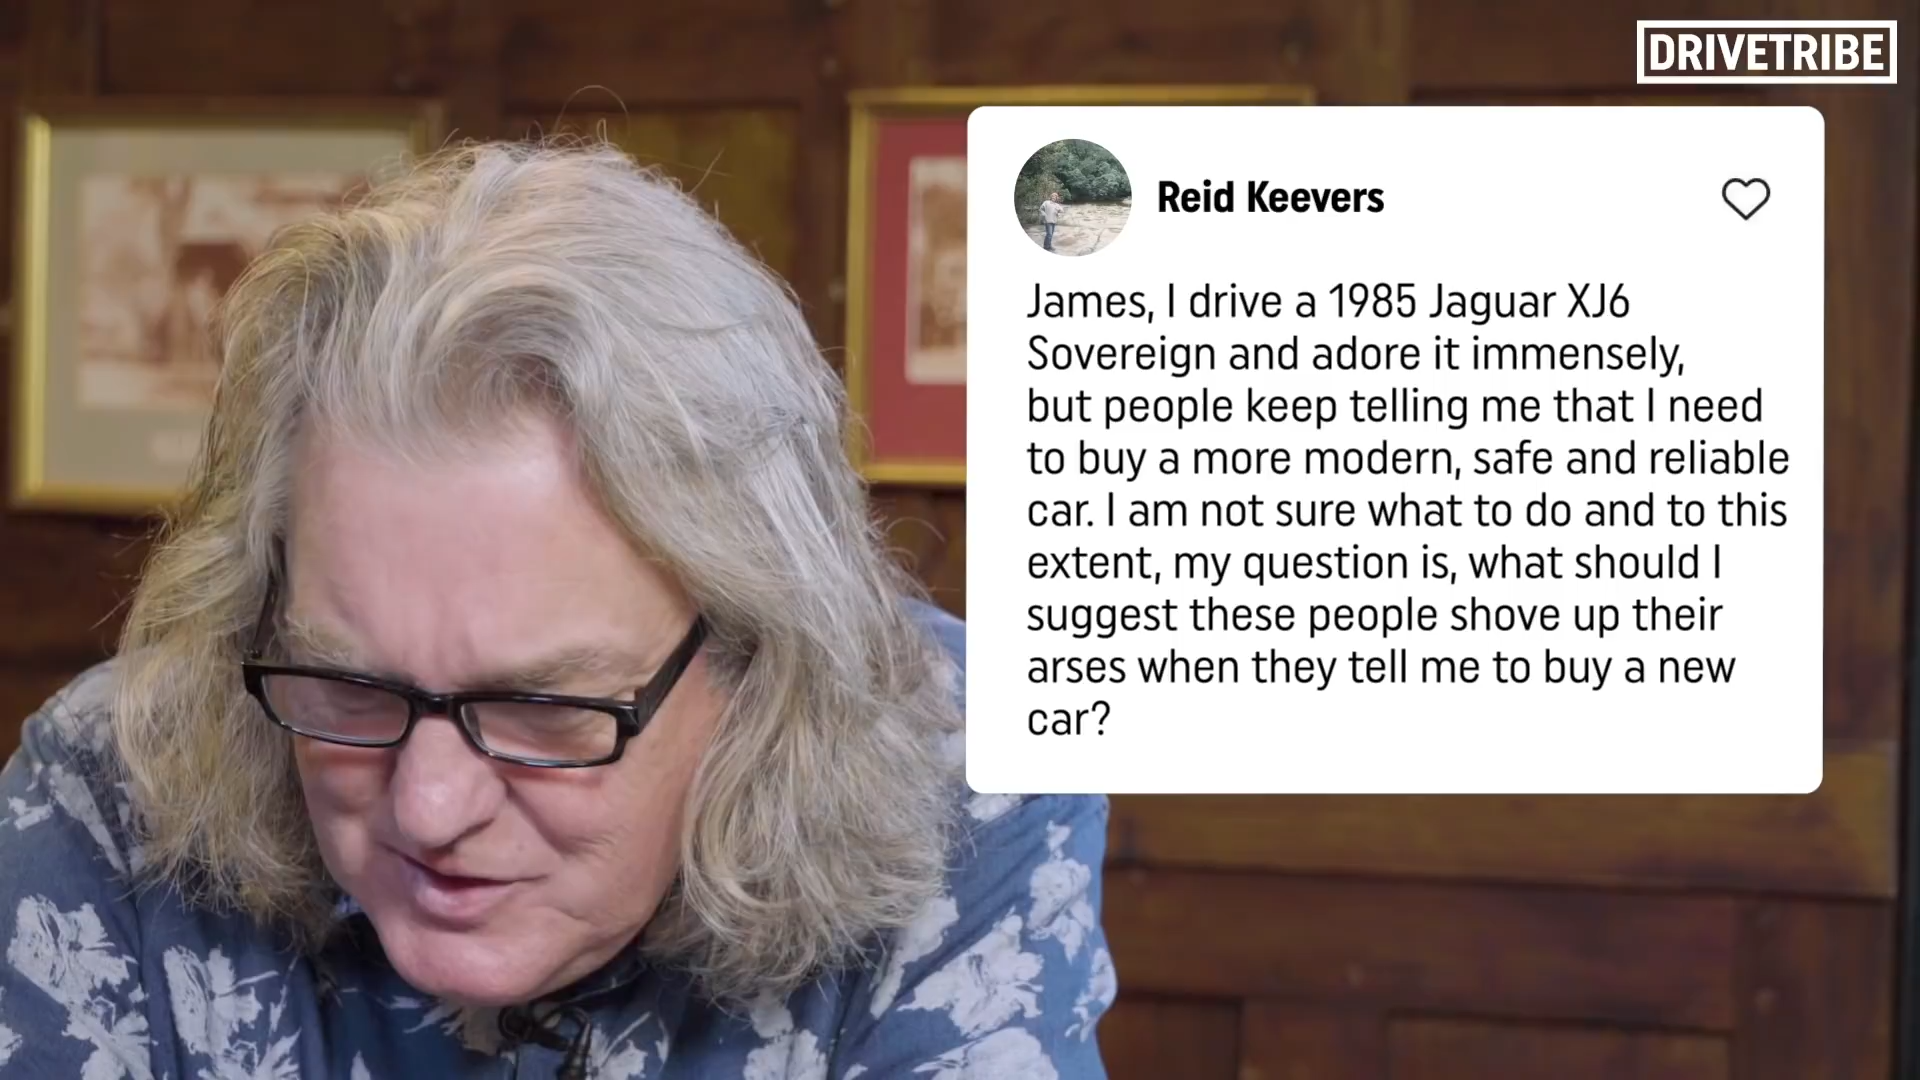 DRIVETRIBE
Reid Keevers
James, I drive a 1985 Jaguar XJ6
Sovereign and adore it immensely,
but people keep telling me that I need
to buy a more modern, safe and reliable
car. I am not sure what to do and to this
extent, my question is, what should I
suggest these people shove up their
arses when they tell me to buy a new
car?